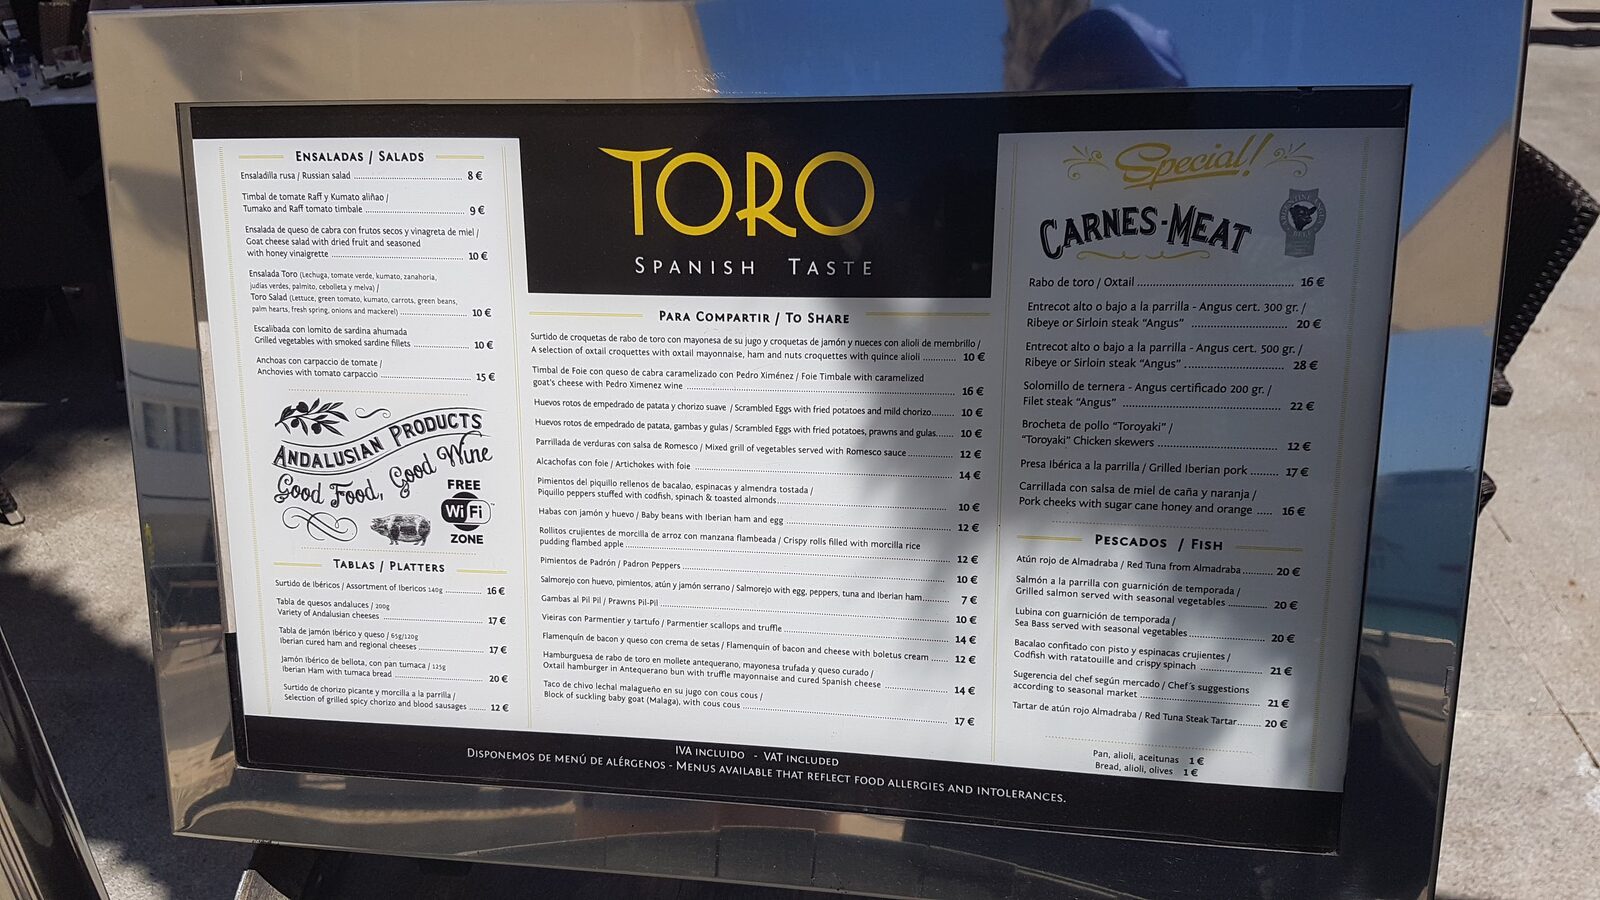 ENSALADAS / SALADS
Ensaladilla rusa / Russian salad 8 €
Timbal de tomate Raff y Kumato aliñao /
Tumako and Raff tomato timbale 9 €
Ensalada de queso de cabra con frutos secos y vinagreta de miel /
Goat cheese salad with dried fruit and seasoned
with honey vinaigrette 10 €
Ensalada Toro (Lechuga, tomate verde, kumato, zanahoria,
judias verdes, palmito, cebolleta y melva) /
Toro Salad (Lettuce, green tomato, kumato, carrots, green beans,
palm hearts, fresh spring, onions and mackerel) 10 €
Escalibada con lomito de sardina ahumada
Grilled vegetables with smoked sardine fillets 10 €
Anchoas con carpaccio de tomate /
Anchovies with tomato carpaccio 15 €
ANDALUSIAN PRODUCTS
Good Food, Good Wine
FREE
WiFi
ZONE
TABLAS / PLATTERS
Surtido de Ibéricos / Assortment of Ibericos 140g 16 €
Tabla de quesos andaluces / 200g
Variety of Andalusian cheeses 17 €
Tabla de jamón Ibérico y queso / 65g/120g
Iberian cured ham and regional cheeses 17 €
Jamón Ibérico de bellota, con pan tumaca / 125g
Iberian Ham with tumaca bread 20 €
Surtido de chorizo picante y morcilla a la parrilla /
Selection of grilled spicy chorizo and blood sausages 12 €
TORO
SPANISH TASTE
PARA COMPARTIR / TO SHARE
Surtido de croquetas de rabo de toro con mayonesa de su jugo y croquetas de jamón y nueces con alioli de membrillo /
A selection of oxtail croquettes with oxtail mayonnaise, ham and nuts croquettes with quince alioli 10 €
Timbal de Foie con queso de cabra caramelizado con Pedro Ximénez / Foie Timbale with caramelized
goat's cheese with Pedro Ximenez wine 16 €
Huevos rotos de empedrado de patata y chorizo suave / Scrambled Eggs with fried potatoes and mild chorizo 10 €
Huevos rotos de empedrado de patata, gambas y gulas / Scrambled Eggs with fried potatoes, prawns and gulas 10 €
Parrillada de verduras con salsa de Romesco / Mixed grill of vegetables served with Romesco sauce 12 €
Alcachofas con foie / Artichokes with foie 14 €
Pimientos del piquillo rellenos de bacalao, espinacas y almendra tostada /
Piquillo peppers stuffed with codfish, spinach & toasted almonds 10 €
Habas con jamón y huevo / Baby beans with Iberian ham and egg 12 €
Rollitos crujientes de morcilla de arroz con manzana flambeada / Crispy rolls filled with morcilla rice
pudding flambed apple 12 €
Pimientos de Padrón / Padron Peppers 10 €
Salmorejo con huevo, pimientos, atún y jamón serrano / Salmorejo with egg, peppers, tuna and Iberian ham 7 €
Gambas al Pil Pil / Prawns Pil-Pil 10 €
Vieiras con Parmentier y tartufo / Parmentier scallops and truffle 14 €
Flamenquín de bacon y queso con crema de setas / Flamenquin of bacon and cheese with boletus cream 12 €
Hamburguesa de rabo de toro en mollete antequerano, mayonesa trufada y queso curado /
Oxtail hamburger in Antequerano bun with truffle mayonnaise and cured Spanish cheese 14 €
Taco de chivo lechal malagueño en su jugo con cous cous /
Block of suckling baby goat (Malaga), with cous cous 17 €
Special!
CARNES-MEAT
Rabo de toro / Oxtail 16 €
Entrecot alto o bajo a la parrilla - Angus cert. 300 gr. /
Ribeye or Sirloin steak "Angus" 20 €
Entrecot alto o bajo a la parrilla - Angus cert. 500 gr. /
Ribeye or Sirloin steak "Angus" 28 €
Solomillo de ternera - Angus certificado 200 gr. /
Filet steak "Angus" 22 €
Brocheta de pollo "Toroyaki" /
"Toroyaki" Chicken skewers 12 €
Presa Ibérica a la parrilla / Grilled Iberian pork 17 €
Carrillada con salsa de miel de caña y naranja /
Pork cheeks with sugar cane honey and orange 16 €
PESCADOS / FISH
Atún rojo de Almadraba / Red Tuna from Almadraba 20 €
Salmón a la parrilla con guarnición de temporada /
Grilled salmon served with seasonal vegetables 20 €
Lubina con guarnición de temporada /
Sea Bass served with seasonal vegetables 20 €
Bacalao confitado con pisto y espinacas crujientes /
Codfish with ratatouille and crispy spinach 21 €
Sugerencia del chef según mercado / Chef´s suggestions
according to seasonal market 21 €
Tartar de atún rojo Almadraba / Red Tuna Steak Tartar 20 €
Pan, alioli, aceitunas 1 €
Bread, alioli, olives 1 €
IVA INCLUIDO - VAT INCLUDED
DISPONEMOS DE MENÚ DE ALÉRGENOS - MENUS AVAILABLE THAT REFLECT FOOD ALLERGIES AND INTOLERANCES.